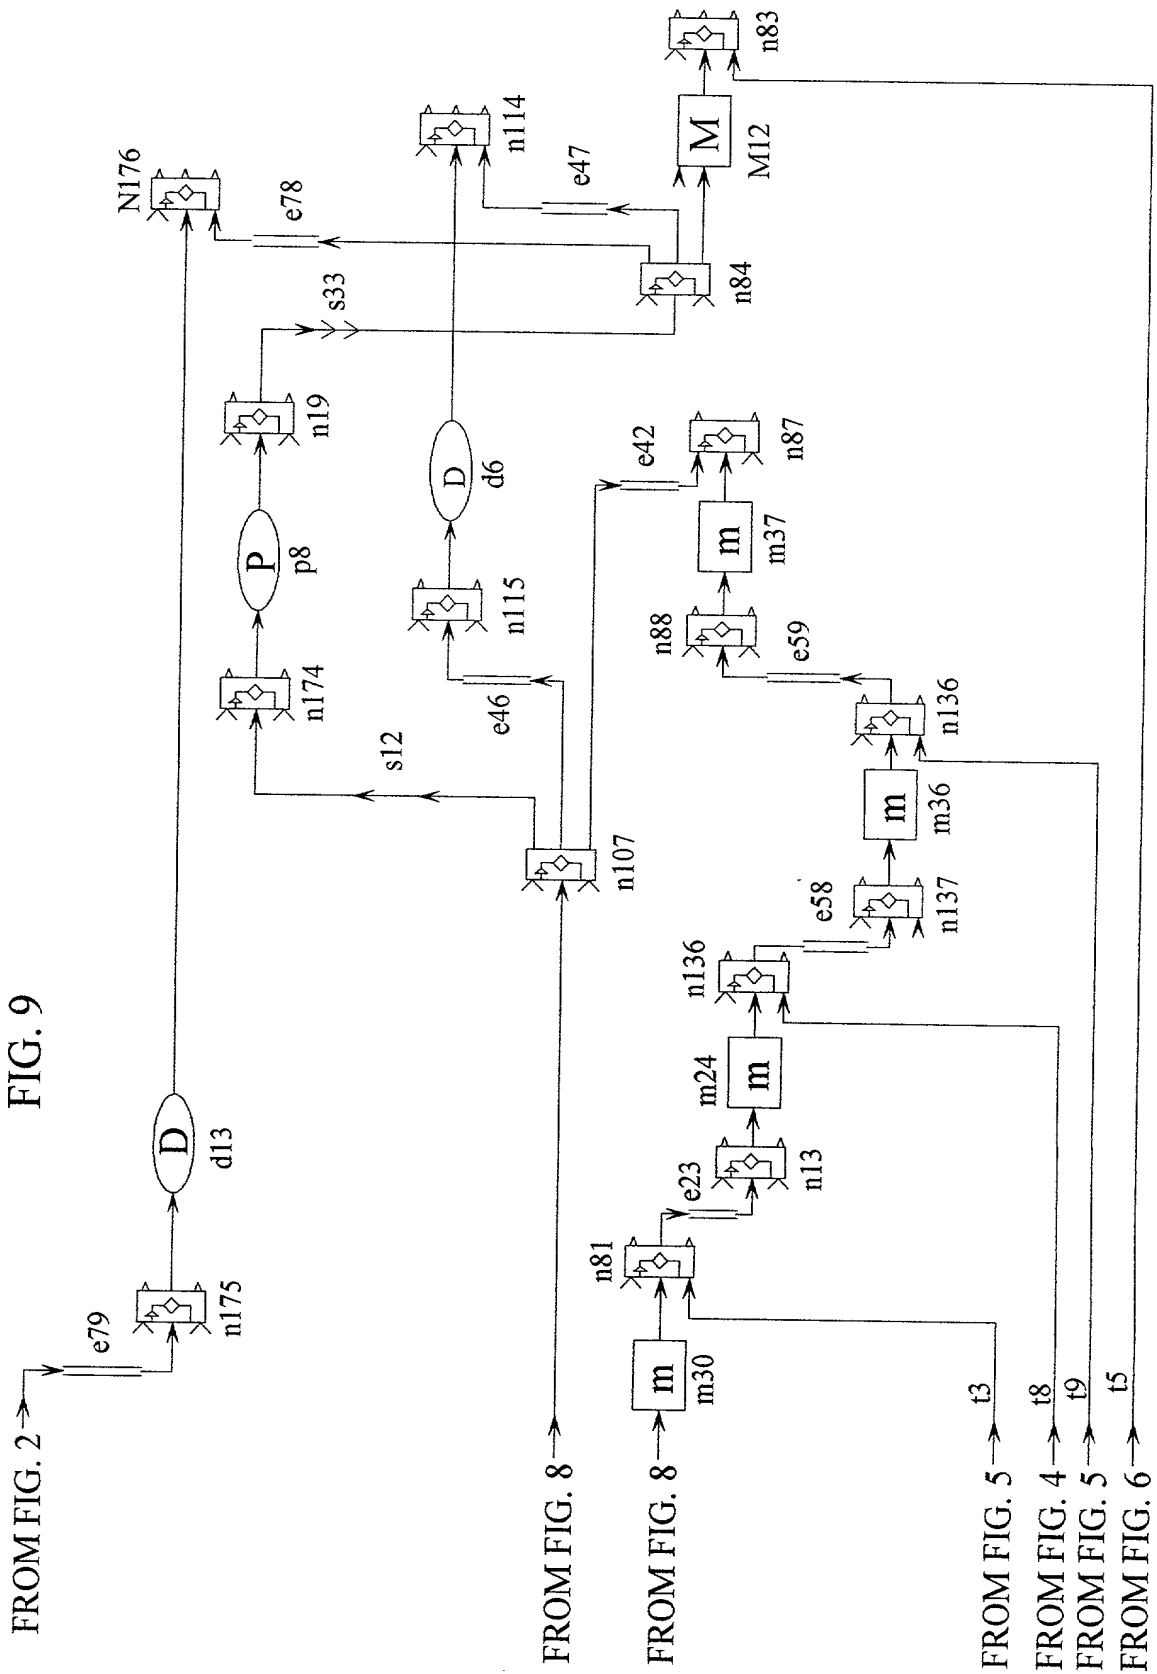 FIG. 9
FROM FIG. 2
e79
n175
D
d13
N176
e78
s33
n19
P
p8
n174
s12
n114
e47
D
d6
n115
e46
n107
FROM FIG. 8
n83
M
M12
n84
e42
n87
m
m37
n88
e59
n136
m
m36
e58
n137
n136
m24
m
n13
e23
n81
m
m30
FROM FIG. 8
t3
FROM FIG. 5
t8
FROM FIG. 4
t9
FROM FIG. 5
t5
FROM FIG. 6